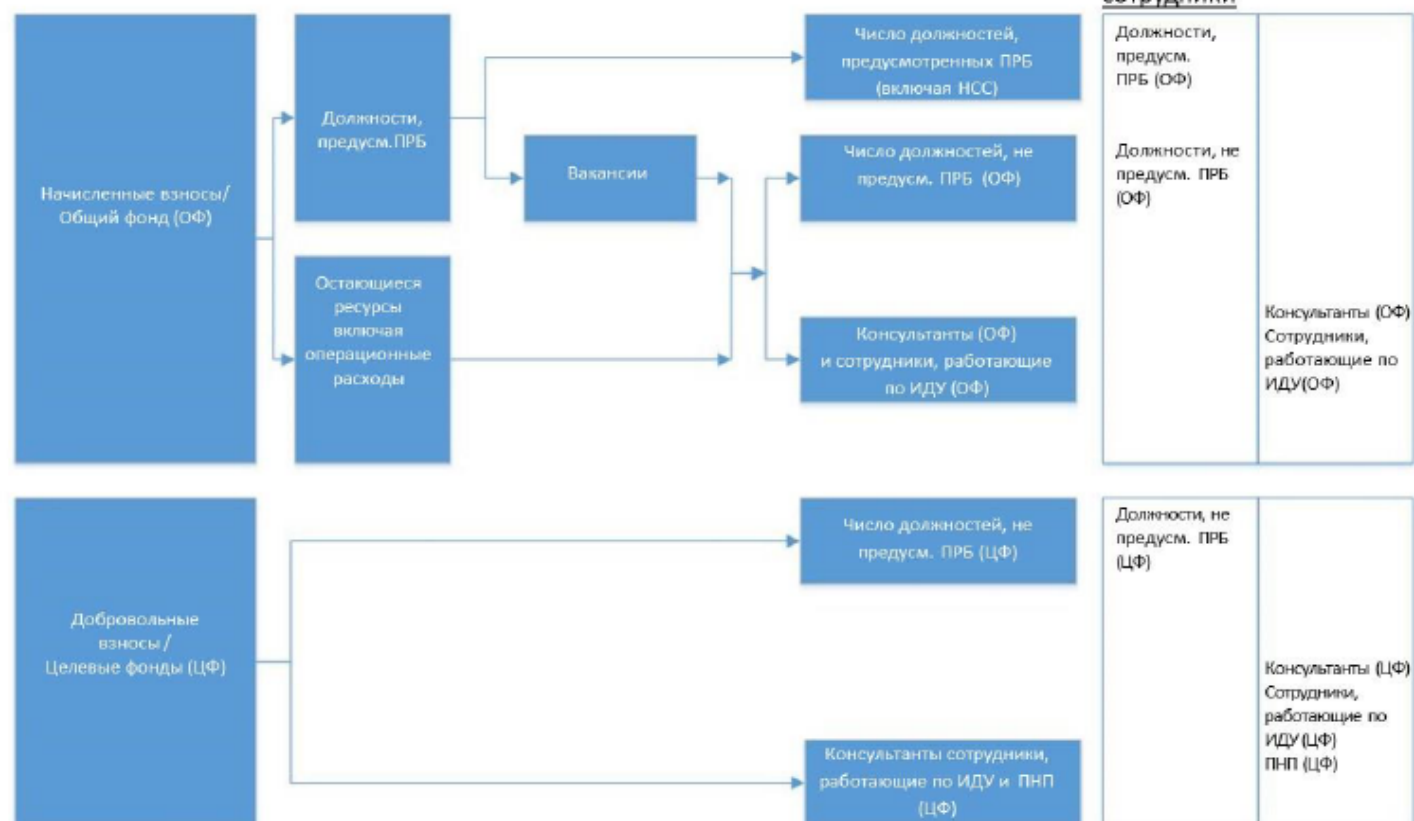 сотрудники
Число должностей,
предусмотренных ПРБ
(включая НСС)
Должности,
предусм.
ПРБ (ОФ)
Должности,
предусм.ПРБ
Вакансии
Число должностей, не
предусм. ПРБ (ОФ)
Должности, не
предусм. ПРБ
(ОФ)
Начисленные взносы/
Общий фонд (ОФ)
Остающиеся
ресурсы
включая
операционные
расходы
Консультанты (ОФ)
и сотрудники, работающие
по ИДУ (ОФ)
Консультанты (ОФ)
Сотрудники,
работающие по
ИДУ(ОФ)
Число должностей, не
предусм. ПРБ (ЦФ)
Должности, не
предусм. ПРБ
(ЦФ)
Добровольные
взносы /
Целевые фонды (ЦФ)
Консультанты сотрудники,
работающие по ИДУ и ПНП
(ЦФ)
Консультанты (ЦФ)
Сотрудники,
работающие по
ИДУ (ЦФ)
ПНП (ЦФ)